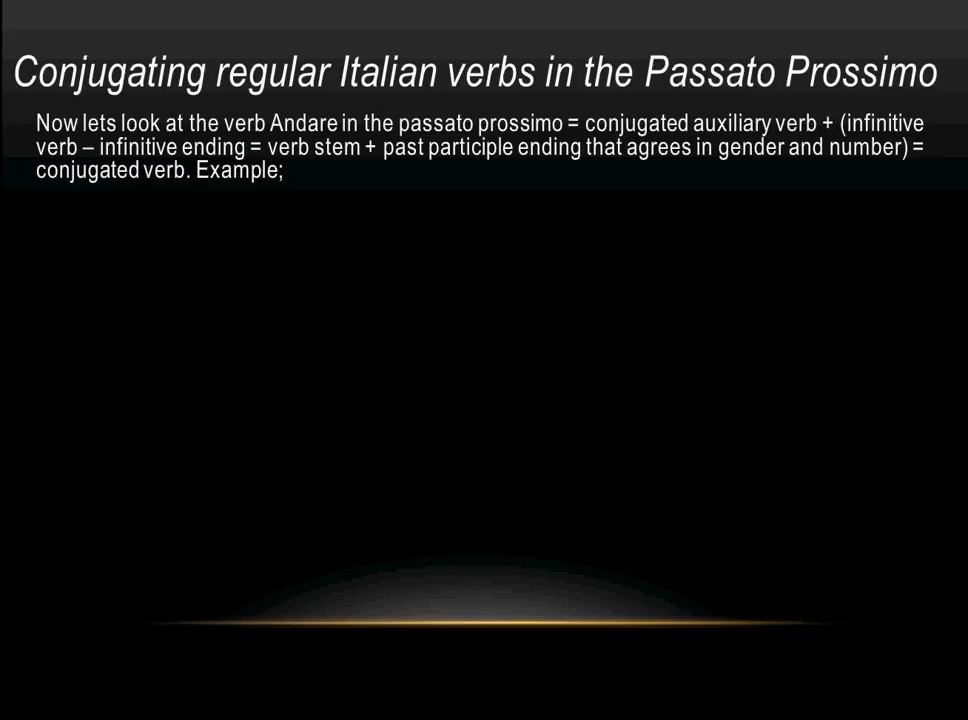 Conjugating regular Italian verbs in the Passato Prossimo
Now lets look at the verb Andare in the passato prossimo = conjugated auxiliary verb + (infinitive
verb – infinitive ending = verb stem + past participle ending that agrees in gender and number) =
conjugated verb. Example;